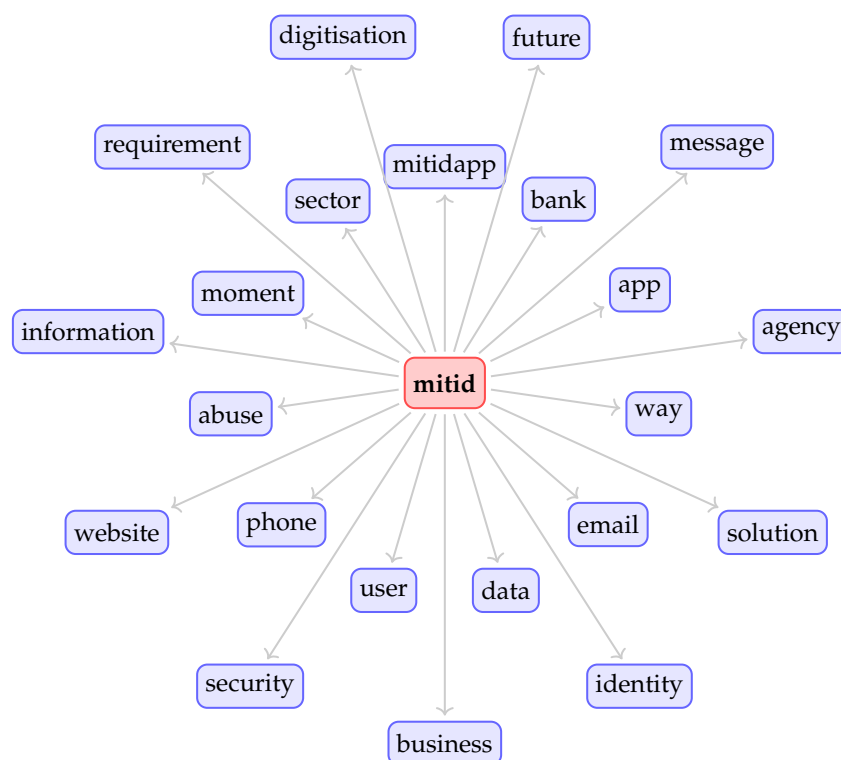 digitisation
future
requirement
mitidapp
message
sector
bank
moment
app
information
agency
mitid
abuse
way
website
phone
email
solution
user
data
security
identity
business